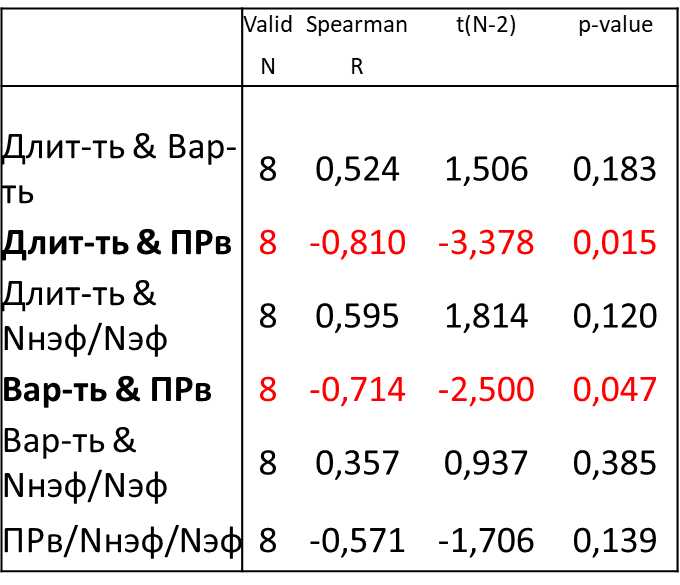 Valid Spearman t(N-2) p-value
N R
Длит-ть & Вар-
ть 8 0,524 1,506 0,183
Длит-ть & ПРв 8 -0,810 -3,378 0,015
Длит-ть &
Nнэф/Nэф 8 0,595 1,814 0,120
Вар-ть & ПРв 8 -0,714 -2,500 0,047
Вар-ть &
Nнэф/Nэф 8 0,357 0,937 0,385
ПРв/Nнэф/Nэф 8 -0,571 -1,706 0,139